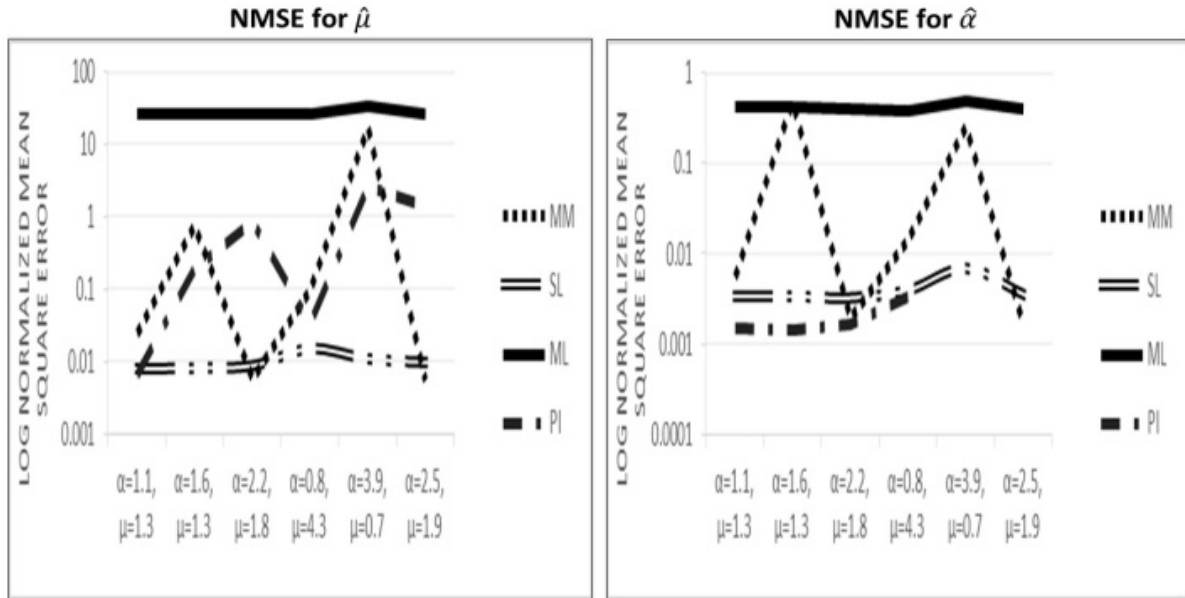 NMSE for μ̂
LOG NORMALIZED MEAN
SQUARE ERROR
100
10
1
0.1
0.01
0.001
α=1.1, α=1.6, α=2.2, α=0.8, α=3.9, α=2.5,
μ=1.3 μ=1.3 μ=1.8 μ=4.3 μ=0.7 μ=1.9
MM
SL
ML
PI
NMSE for α̂
LOG NORMALIZED MEAN
SQUARE ERROR
1
0.1
0.01
0.001
0.0001
α=1.1, α=1.6, α=2.2, α=0.8, α=3.9, α=2.5,
μ=1.3 μ=1.3 μ=1.8 μ=4.3 μ=0.7 μ=1.9
MM
SL
ML
PI